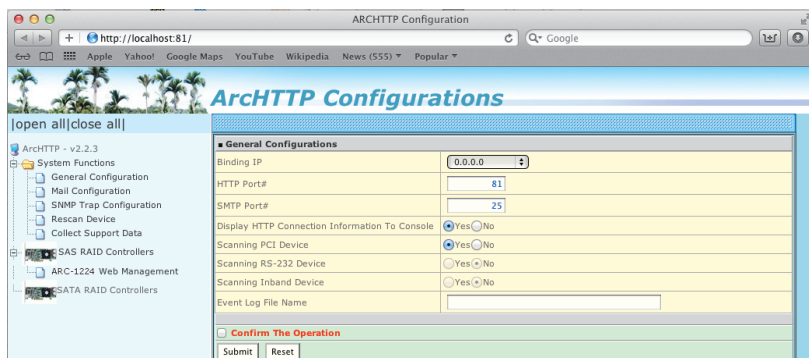 ARCHTTP Configuration
http://localhost:81/
Google
Apple Yahoo! Google Maps YouTube Wikipedia News (555) Popular
ArcHTTP Configurations
|open all|close all|
ArcHTTP - v2.2.3
System Functions
General Configuration
Mail Configuration
SNMP Trap Configuration
Rescan Device
Collect Support Data
SAS RAID Controllers
ARC-1224 Web Management
SATA RAID Controllers
General Configurations
Binding IP 0.0.0.0
HTTP Port# 81
SMTP Port# 25
Display HTTP Connection Information To Console Yes No
Scanning PCI Device Yes No
Scanning RS-232 Device Yes No
Scanning Inband Device Yes No
Event Log File Name
Confirm The Operation
Submit Reset